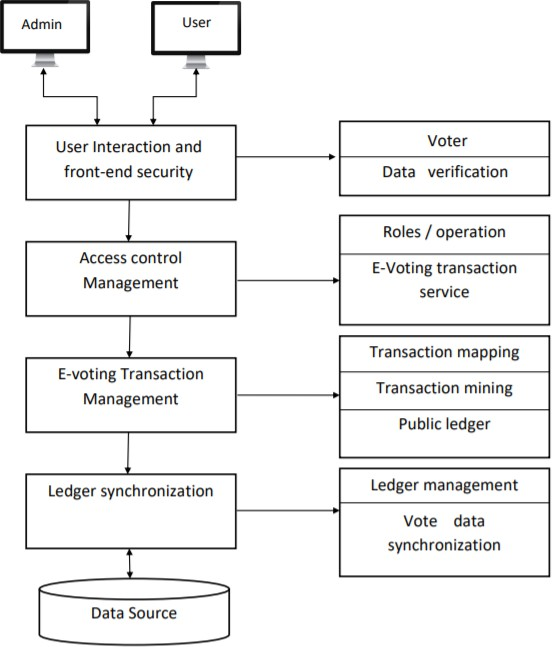 Admin
User
User Interaction and
front-end security
Voter
Data verification
Access control
Management
Roles / operation
E-Voting transaction
service
E-voting Transaction
Management
Transaction mapping
Transaction mining
Public ledger
Ledger synchronization
Ledger management
Vote data
synchronization
Data Source